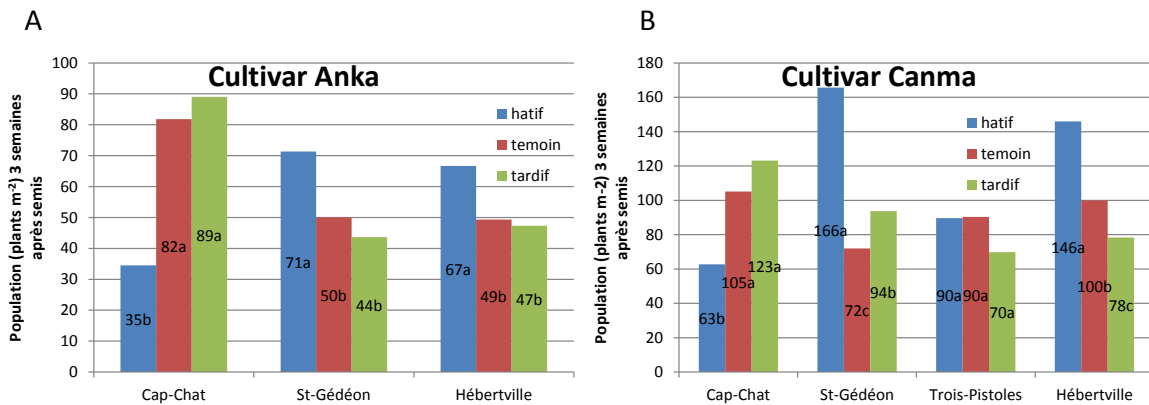 A
Cultivar Anka
Population (plants m⁻²) 3 semaines
après semis
100
90
80
70
60
50
40
30
20
10
0
hatif
temoin
tardif
35b
82a
89a
71a
50b
44b
67a
49b
47b
Cap-Chat
St-Gédéon
Hébertville
B
Cultivar Canma
Population (plants m-2) 3 semaines
après semis
180
160
140
120
100
80
60
40
20
0
hatif
temoin
tardif
63b
105a
123a
166a
72c
94b
90a
90a
70a
146a
100b
78c
Cap-Chat
St-Gédéon
Trois-Pistoles
Hébertville